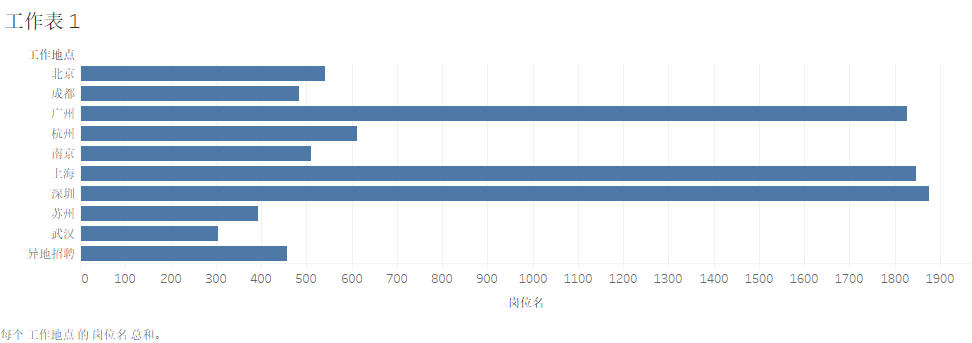 工作表 1
工作地点
北京
成都
广州
杭州
南京
上海
深圳
苏州
武汉
异地招聘
0 100 200 300 400 500 600 700 800 900 1000 1100 1200 1300 1400 1500 1600 1700 1800 1900
岗位名
每个 工作地点 的 岗位名 总和。